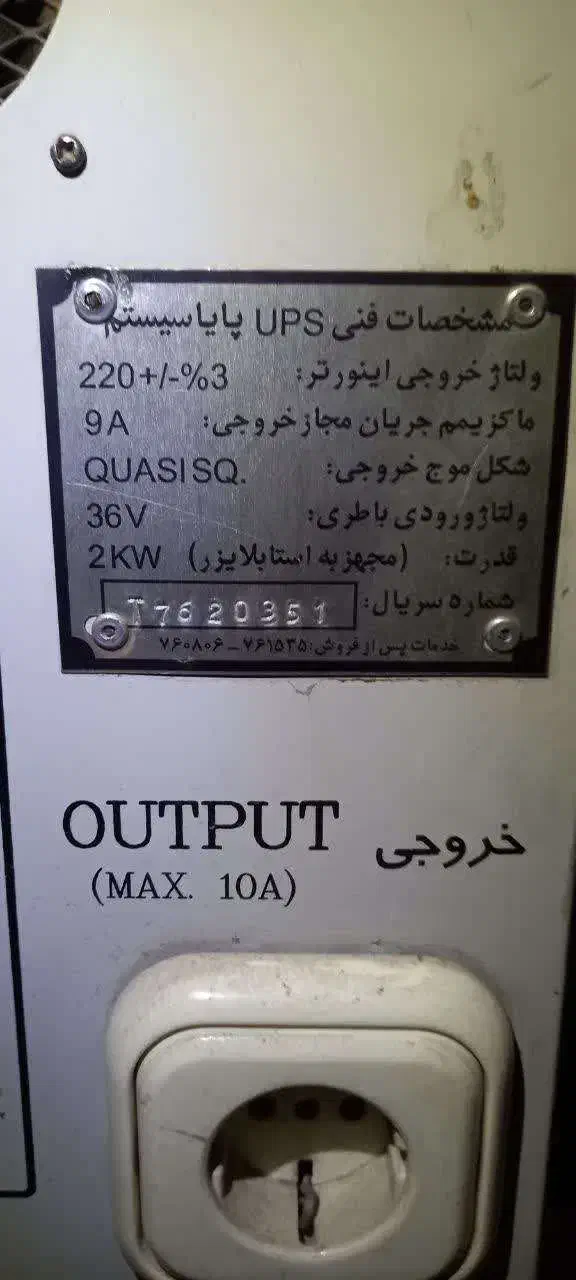 مشخصات فنی UPS پایا سیستم
ولتاژ خروجی اینورتر: 220+/-%3
ماکزیمم جریان مجاز خروجی: 9A
شکل موج خروجی: QUASI SQ.
ولتاژ ورودی باطری: 36V
قدرت: (مجهز به استابلایزر) 2KW
شماره سریال: T7620351
خدمات پس از فروش: ۷۶۱۵۳۵ - ۷۶۰۸۰۶
OUTPUT خروجی
(MAX. 10A)